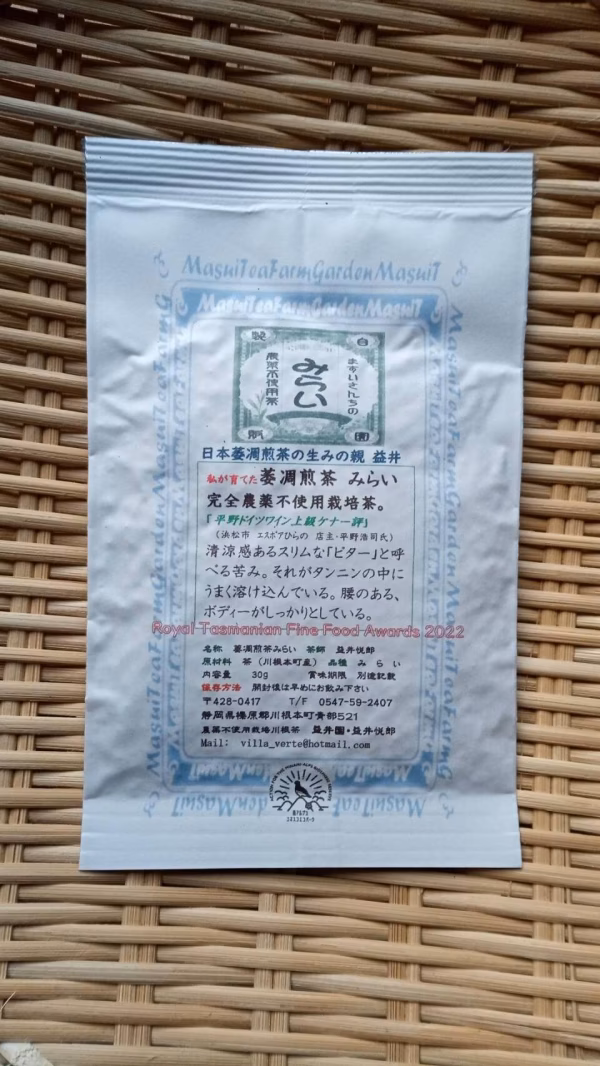 MasuiTeaFarmGardenMasuiT
MasuiTeaFarmGardenMasuiT
ますいさんちの
みらい
農薬不使用茶
日本萎凋煎茶の生みの親 益井
私が育てた萎凋煎茶 みらい
完全農薬不使用栽培茶。
「平野ドイツワイン上級ケナー評」
(浜松市 エスポアひらの 店主・平野浩司氏)
清涼感あるスリムな「ビター」と呼
べる苦み。それがタンニンの中に
うまく溶け込んでいる。腰のある、
ボディーがしっかりとしている。
Royal Tasmanian Fine Food Awards 2022
名称 萎凋煎茶みらい 茶師 益井悦郎
原材料 茶(川根本町産) 品種 みらい
内容量 30g 賞味期限 別途記載
保存方法 開封後は早めにお飲み下さい
〒428-0417 T/F 0547-59-2407
静岡県榛原郡川根本町青部521
農薬不使用栽培川根茶 益井園・益井悦郎
Mail: villa_verte@hotmail.com